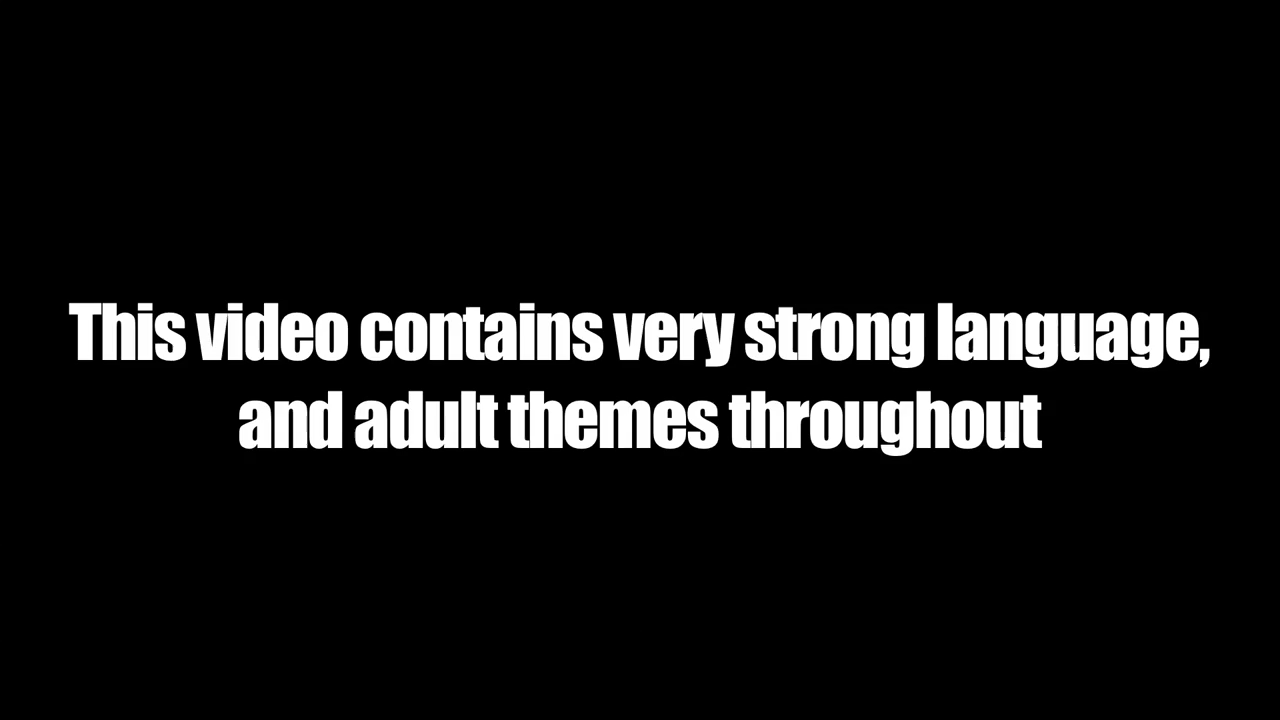 This video contains very strong language,
and adult themes throughout